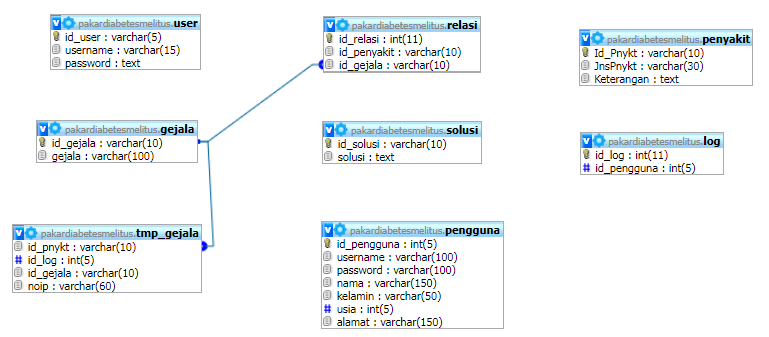 pakardiabetesmelitus.user
id_user : varchar(5)
username : varchar(15)
password : text
pakardiabetesmelitus.relasi
id_relasi : int(11)
id_penyakit : varchar(10)
id_gejala : varchar(10)
pakardiabetesmelitus.penyakit
Id_Pnykt : varchar(10)
JnsPnykt : varchar(30)
Keterangan : text
pakardiabetesmelitus.gejala
id_gejala : varchar(10)
gejala : varchar(100)
pakardiabetesmelitus.solusi
id_solusi : varchar(10)
solusi : text
pakardiabetesmelitus.log
id_log : int(11)
# id_pengguna : int(5)
pakardiabetesmelitus.tmp_gejala
id_pnykt : varchar(10)
# id_log : int(5)
id_gejala : varchar(10)
noip : varchar(60)
pakardiabetesmelitus.pengguna
id_pengguna : int(5)
username : varchar(100)
password : varchar(100)
nama : varchar(150)
kelamin : varchar(50)
# usia : int(5)
alamat : varchar(150)